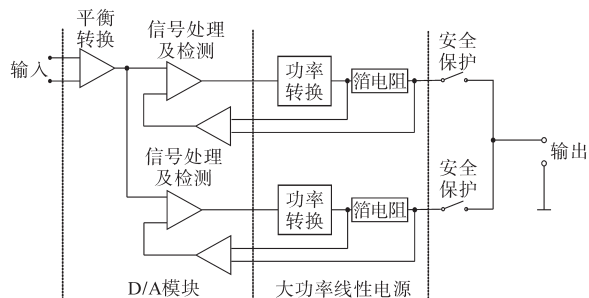 平衡
转换
输入
信号处理
及检测
功率
转换
箔电阻
安全
保护
输出
信号处理
及检测
功率
转换
箔电阻
安全
保护
D/A模块
大功率线性电源